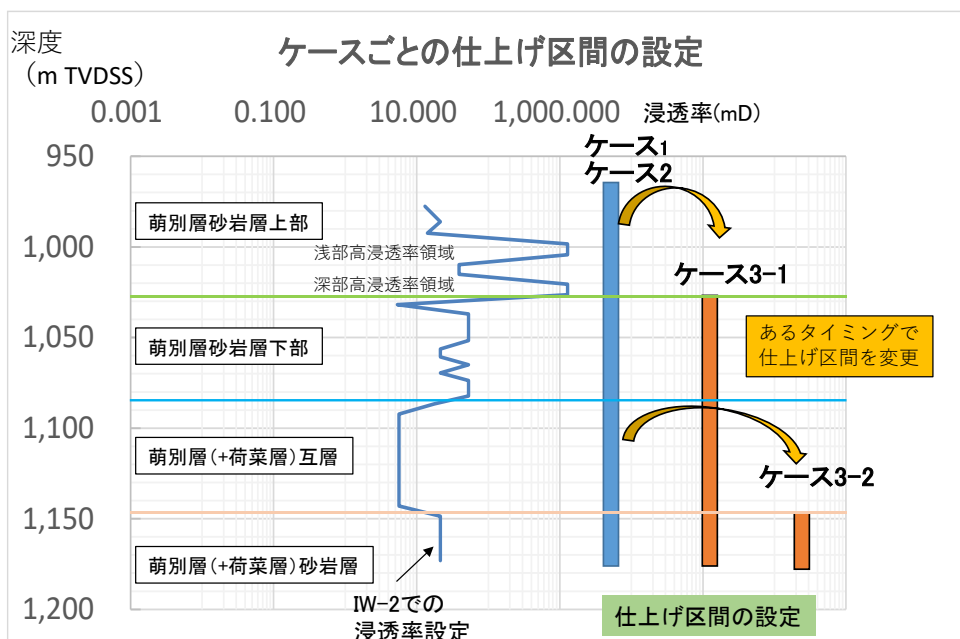 深度
(m TVDSS)
ケースごとの仕上げ区間の設定
0.001
0.100
10.000
1,000.000
浸透率(mD)
950
1,000
1,050
1,100
1,150
1,200
ケース1
ケース2
萌別層砂岩層上部
浅部高浸透率領域
深部高浸透率領域
ケース3-1
萌別層砂岩層下部
あるタイミングで
仕上げ区間を変更
萌別層(+荷菜層)互層
ケース3-2
萌別層(+荷菜層)砂岩層
IW-2での
浸透率設定
仕上げ区間の設定